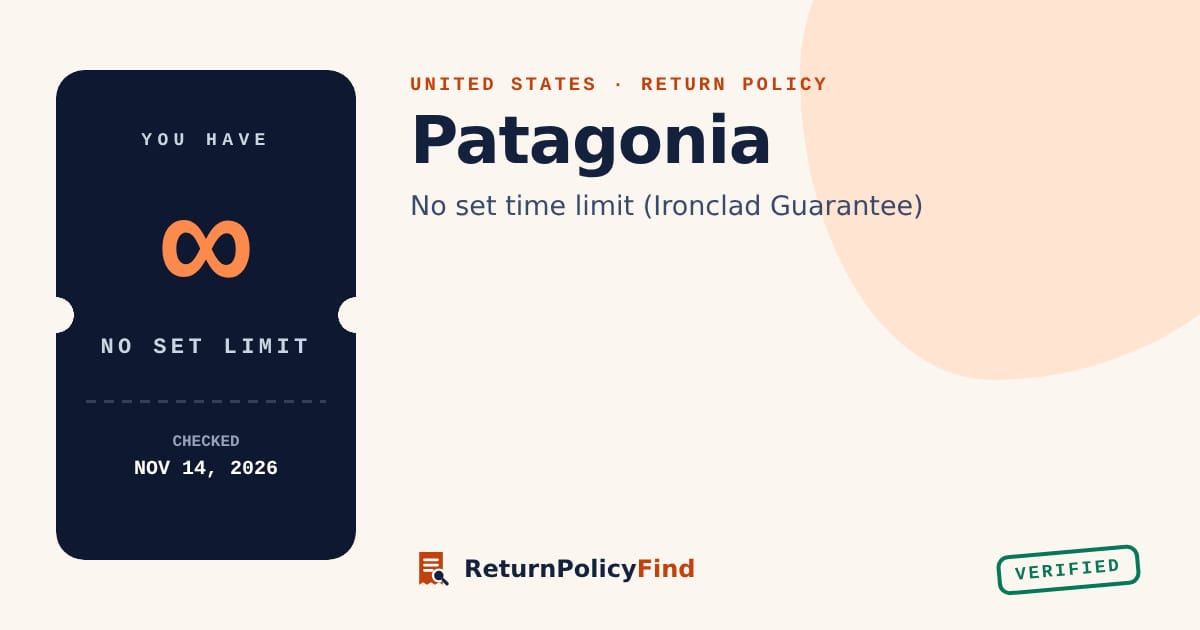 YOU HAVE
∞
NO SET LIMIT
CHECKED
NOV 14, 2026
UNITED STATES · RETURN POLICY
Patagonia
No set time limit (Ironclad Guarantee)
ReturnPolicyFind
VERIFIED